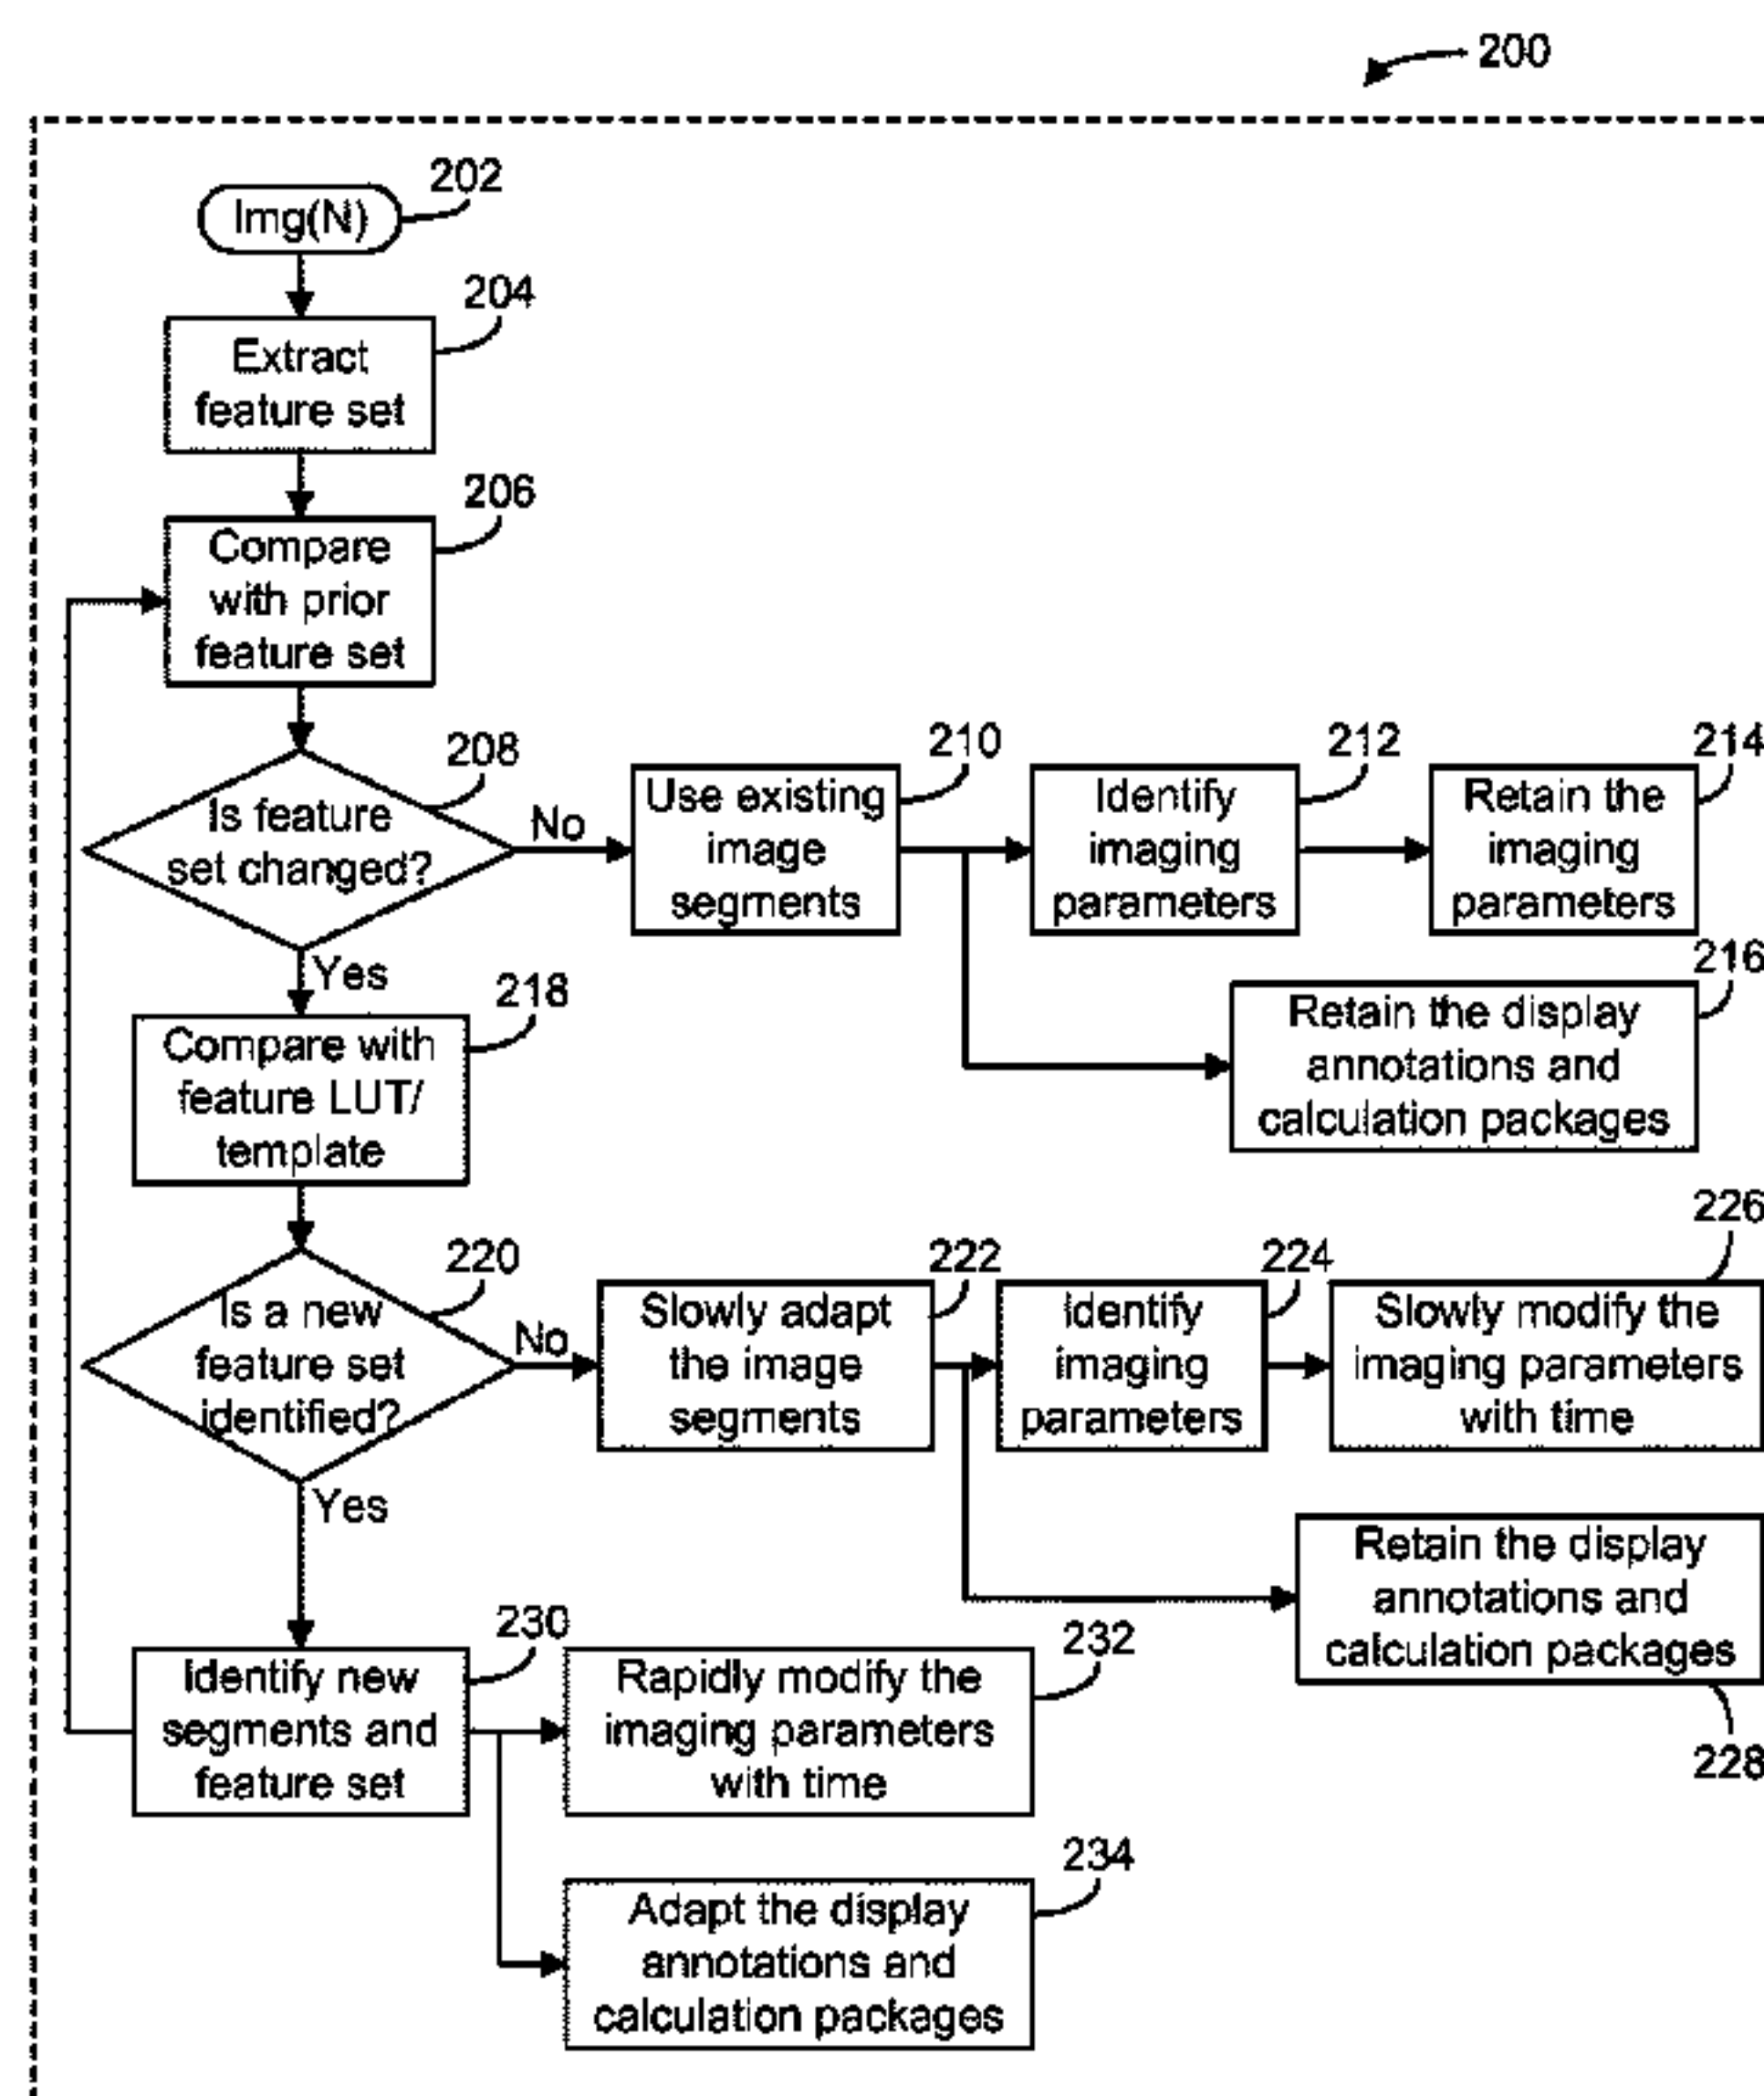 200
202
Img(N)
204
Extract
feature set
206
Compare
with prior
feature set
208
Is feature
set changed?
No
Yes
210
Use existing
image
segments
212
Identify
imaging
parameters
214
Retain the
imaging
parameters
216
Retain the display
annotations and
calculation packages
218
Compare with
feature LUT/
template
220
Is a new
feature set
identified?
No
Yes
222
Slowly adapt
the image
segments
224
Identify
imaging
parameters
226
Slowly modify the
imaging parameters
with time
Retain the display
annotations and
calculation packages
228
230
Identify new
segments and
feature set
232
Rapidly modify the
imaging parameters
with time
234
Adapt the display
annotations and
calculation packages